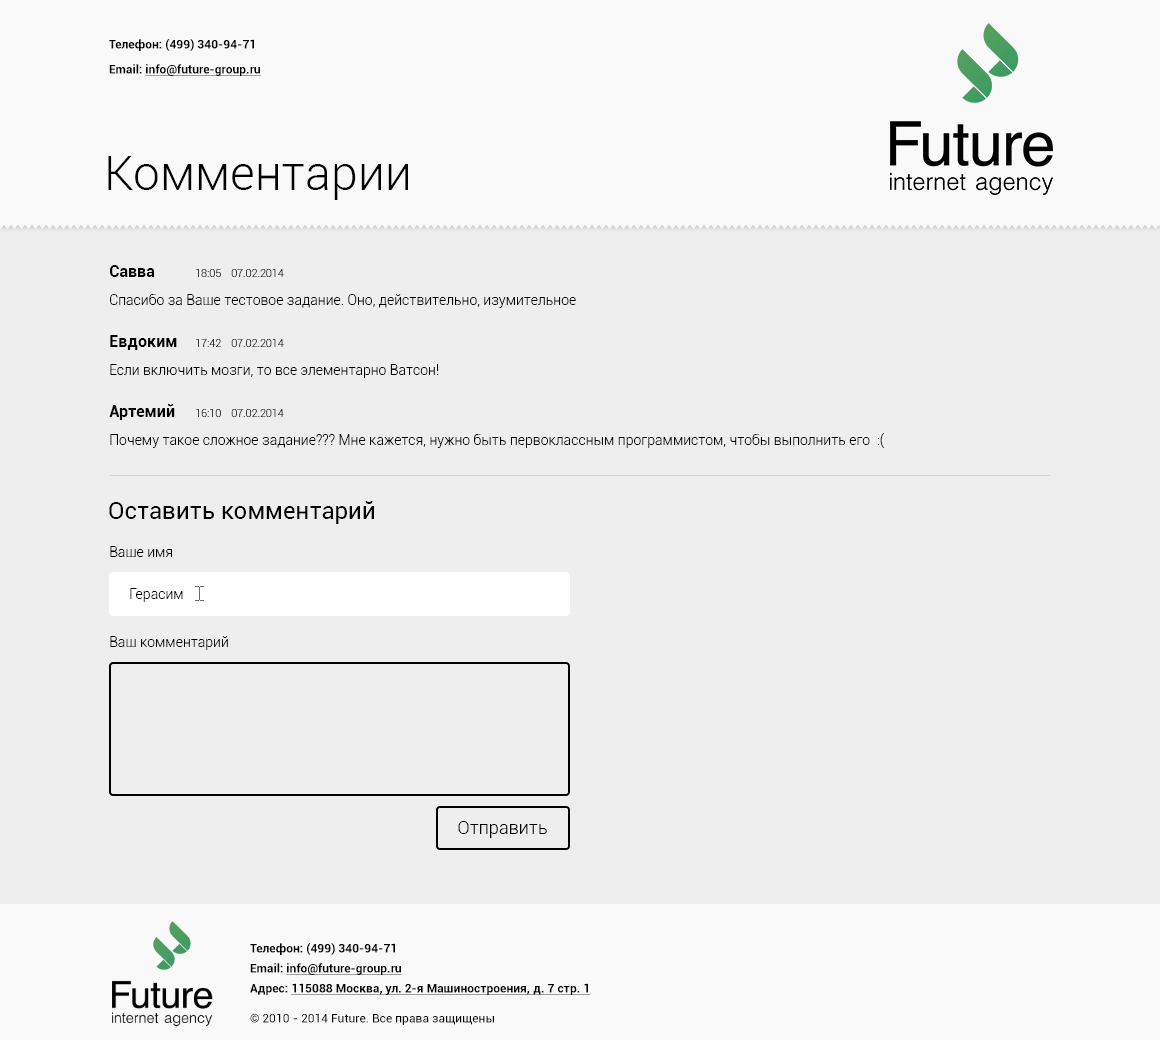 Телефон: (499) 340-94-71
Email: info@future-group.ru
Future
internet agency
Комментарии
Савва 18:05 07.02.2014
Спасибо за Ваше тестовое задание. Оно, действительно, изумительное
Евдоким 17:42 07.02.2014
Если включить мозги, то все элементарно Ватсон!
Артемий 16:10 07.02.2014
Почему такое сложное задание??? Мне кажется, нужно быть первоклассным программистом, чтобы выполнить его :(
Оставить комментарий
Ваше имя
Герасим
Ваш комментарий
Отправить
Future
internet agency
Телефон: (499) 340-94-71
Email: info@future-group.ru
Адрес: 115088 Москва, ул. 2-я Машиностроения, д. 7 стр. 1
© 2010 - 2014 Future. Все права защищены